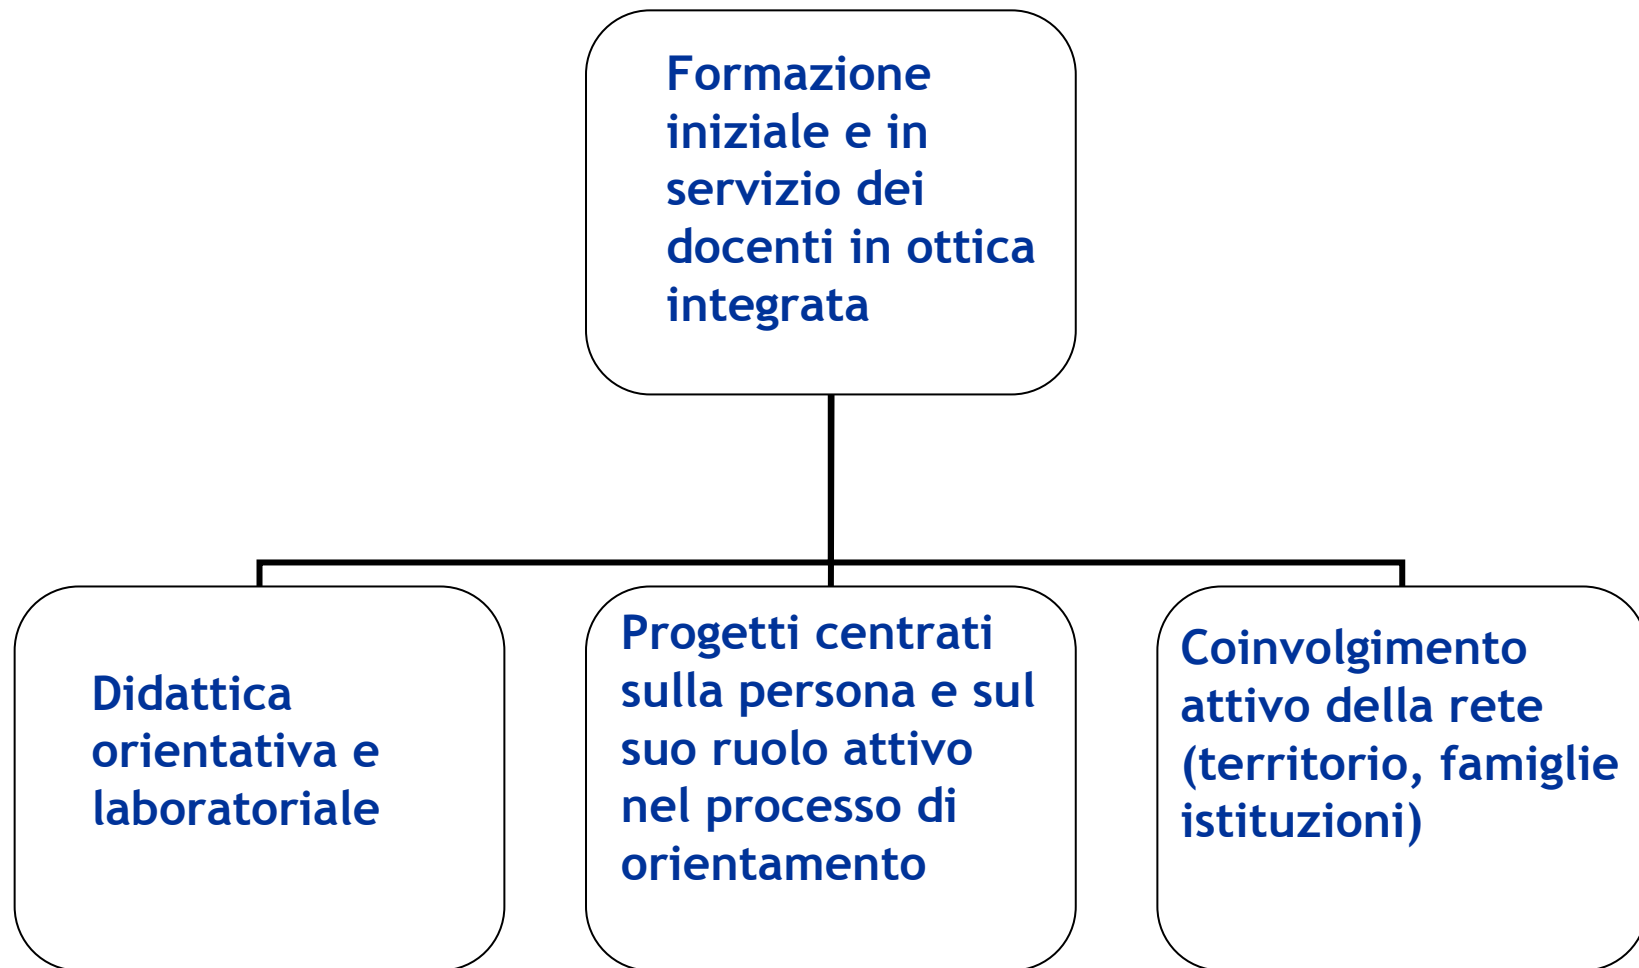 Formazione
iniziale e in
servizio dei
docenti in ottica
integrata
Didattica
orientativa e
laboratoriale
Progetti centrati
sulla persona e sul
suo ruolo attivo
nel processo di
orientamento
Coinvolgimento
attivo della rete
(territorio, famiglie
istituzioni)